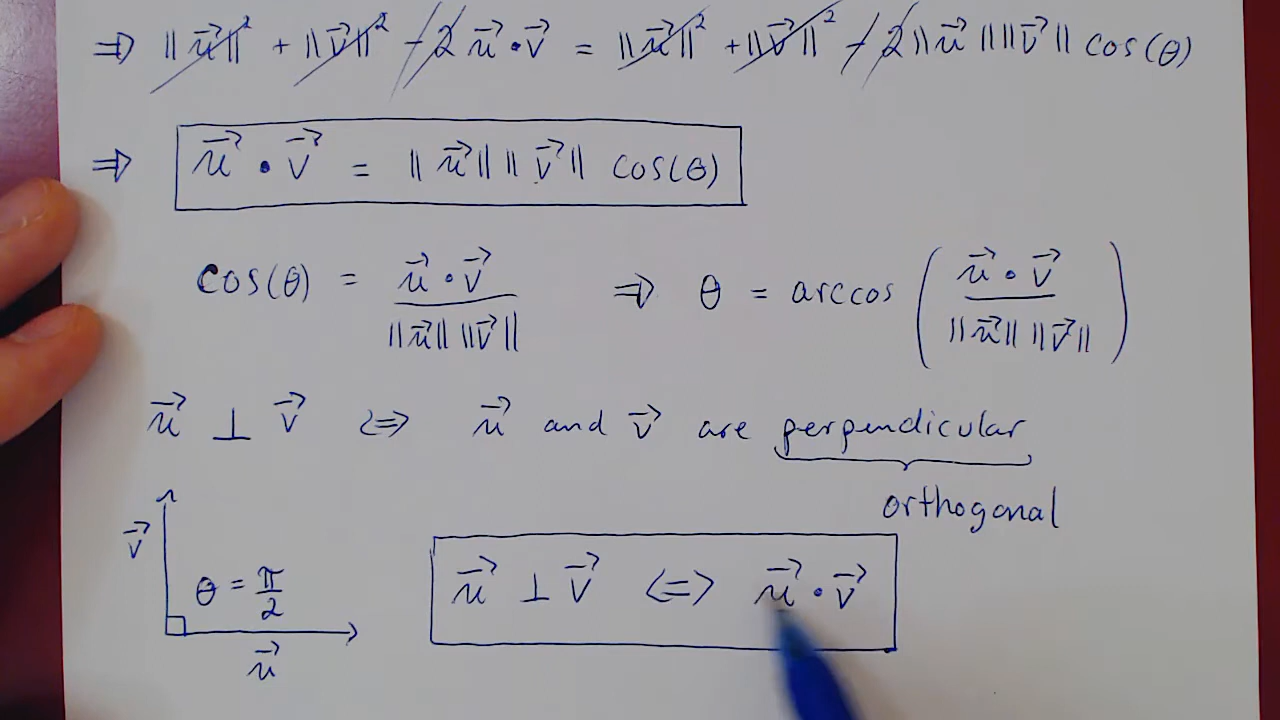 ⇒ ‖u⃗‖² + ‖v⃗‖² − 2 u⃗ · v⃗ = ‖u⃗‖² + ‖v⃗‖² − 2‖u⃗‖‖v⃗‖ cos(θ)
⇒ u⃗ · v⃗ = ‖u⃗‖ ‖v⃗‖ cos(θ)
cos(θ) = u⃗ · v⃗ / ‖u⃗‖ ‖v⃗‖ ⇒ θ = arccos ( u⃗ · v⃗ / ‖u⃗‖ ‖v⃗‖ )
u⃗ ⊥ v⃗ ⇔ u⃗ and v⃗ are perpendicular
orthogonal
v⃗
θ = π/2
u⃗
u⃗ ⊥ v⃗ ⇔ u⃗ · v⃗